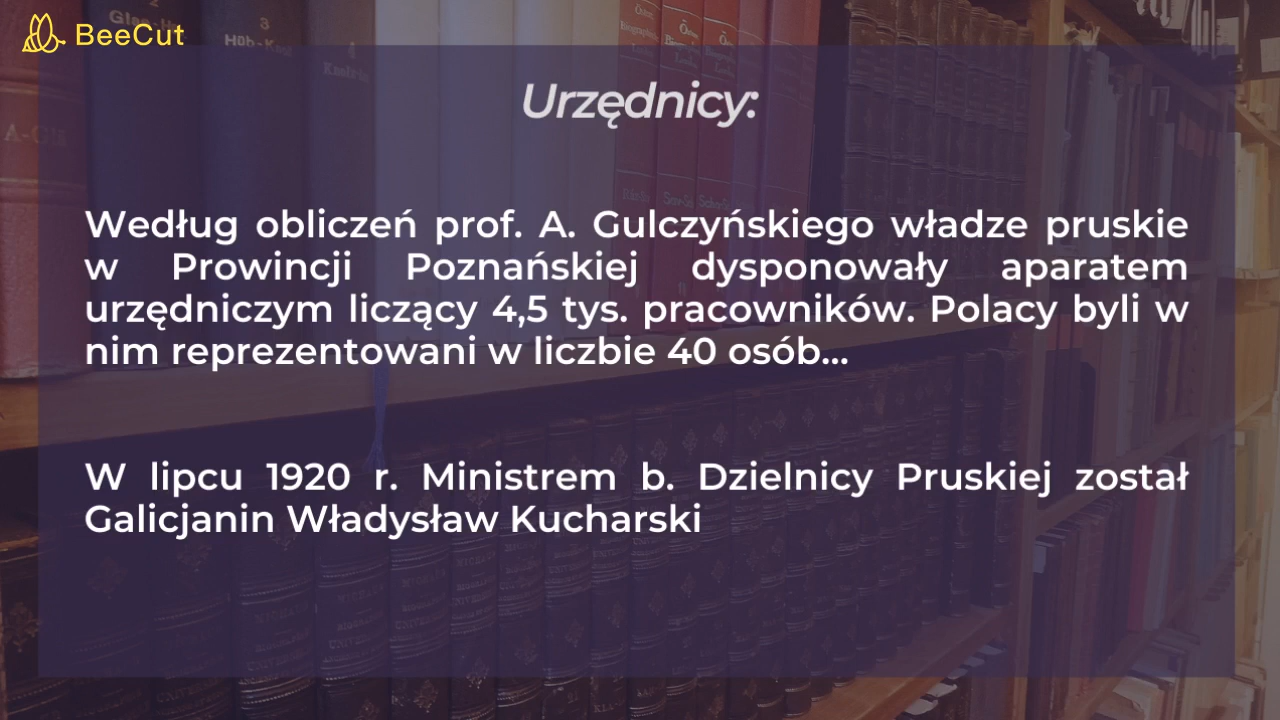 BeeCut
Urzędnicy:
Według obliczeń prof. A. Gulczyńskiego władze pruskie
w Prowincji Poznańskiej dysponowały aparatem
urzędniczym liczący 4,5 tys. pracowników. Polacy byli w
nim reprezentowani w liczbie 40 osób...
W lipcu 1920 r. Ministrem b. Dzielnicy Pruskiej został
Galicjanin Władysław Kucharski